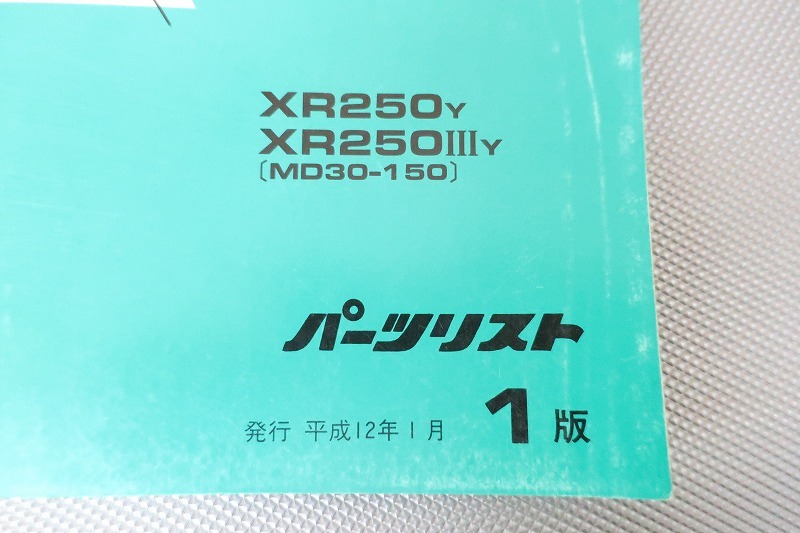 XR250Y
XR250IIIY
〔MD30-150〕
パーツリスト
発行 平成12年1月 1版